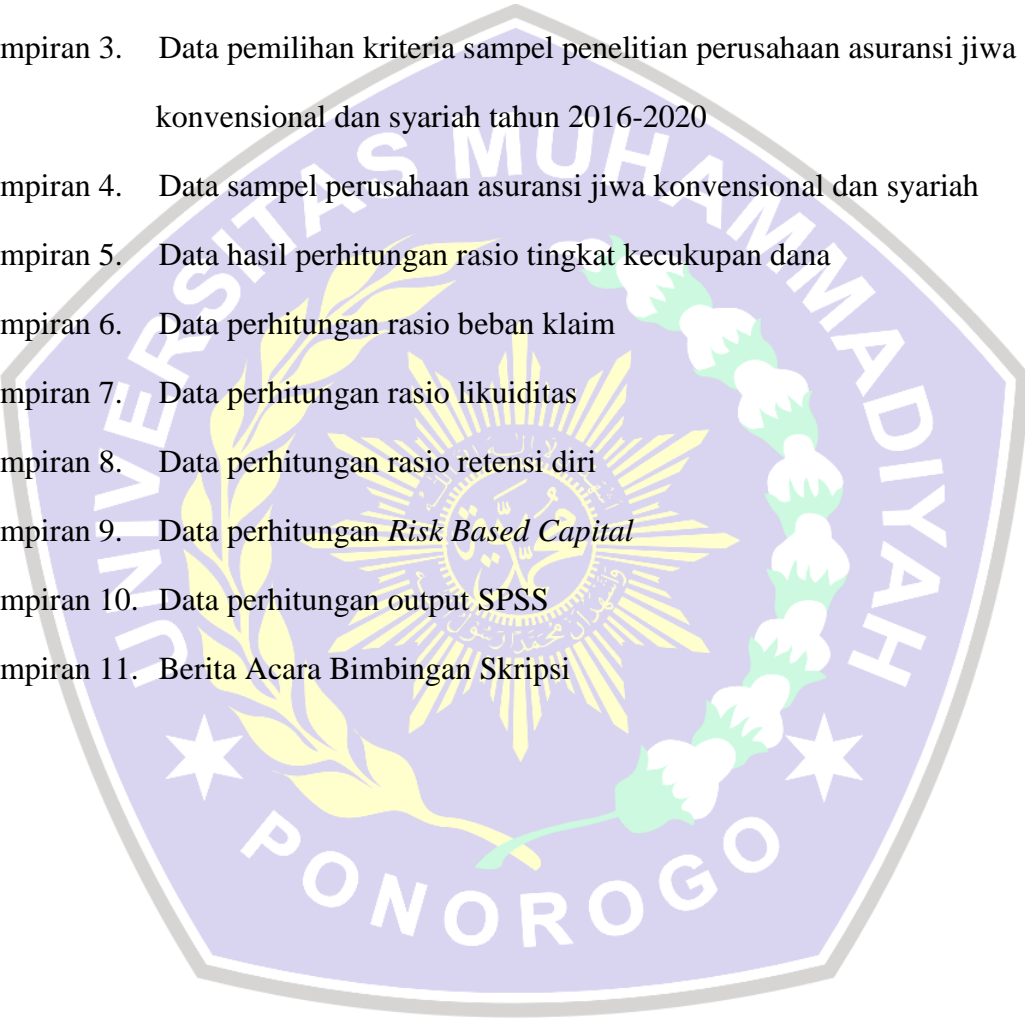 mpiran 3. Data pemilihan kriteria sampel penelitian perusahaan asuransi jiwa
konvensional dan syariah tahun 2016-2020
mpiran 4. Data sampel perusahaan asuransi jiwa konvensional dan syariah
mpiran 5. Data hasil perhitungan rasio tingkat kecukupan dana
mpiran 6. Data perhitungan rasio beban klaim
mpiran 7. Data perhitungan rasio likuiditas
mpiran 8. Data perhitungan rasio retensi diri
mpiran 9. Data perhitungan Risk Based Capital
mpiran 10. Data perhitungan output SPSS
mpiran 11. Berita Acara Bimbingan Skripsi
UNIVERSITAS MUHAMMADIYAH
PONOROGO